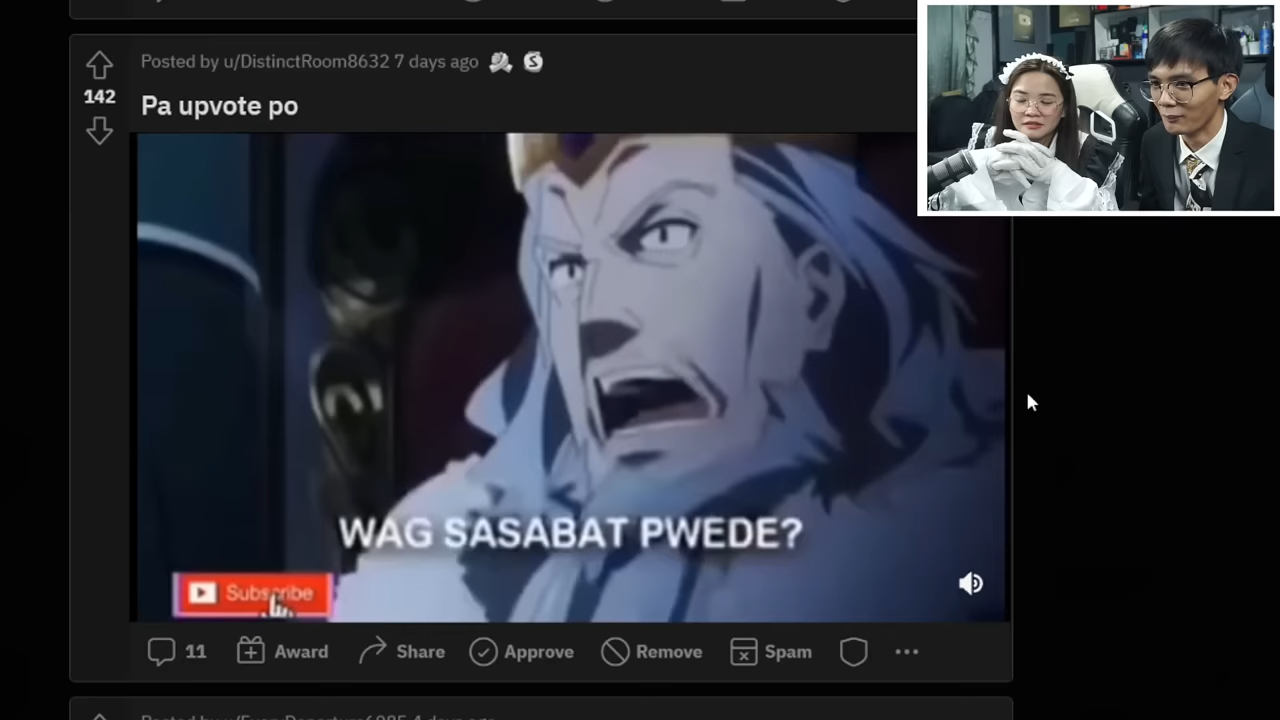 Posted by u/DistinctRoom8632 7 days ago
142
Pa upvote po
WAG SASABAT PWEDE?
Subscribe
11
Award
Share
Approve
Remove
Spam